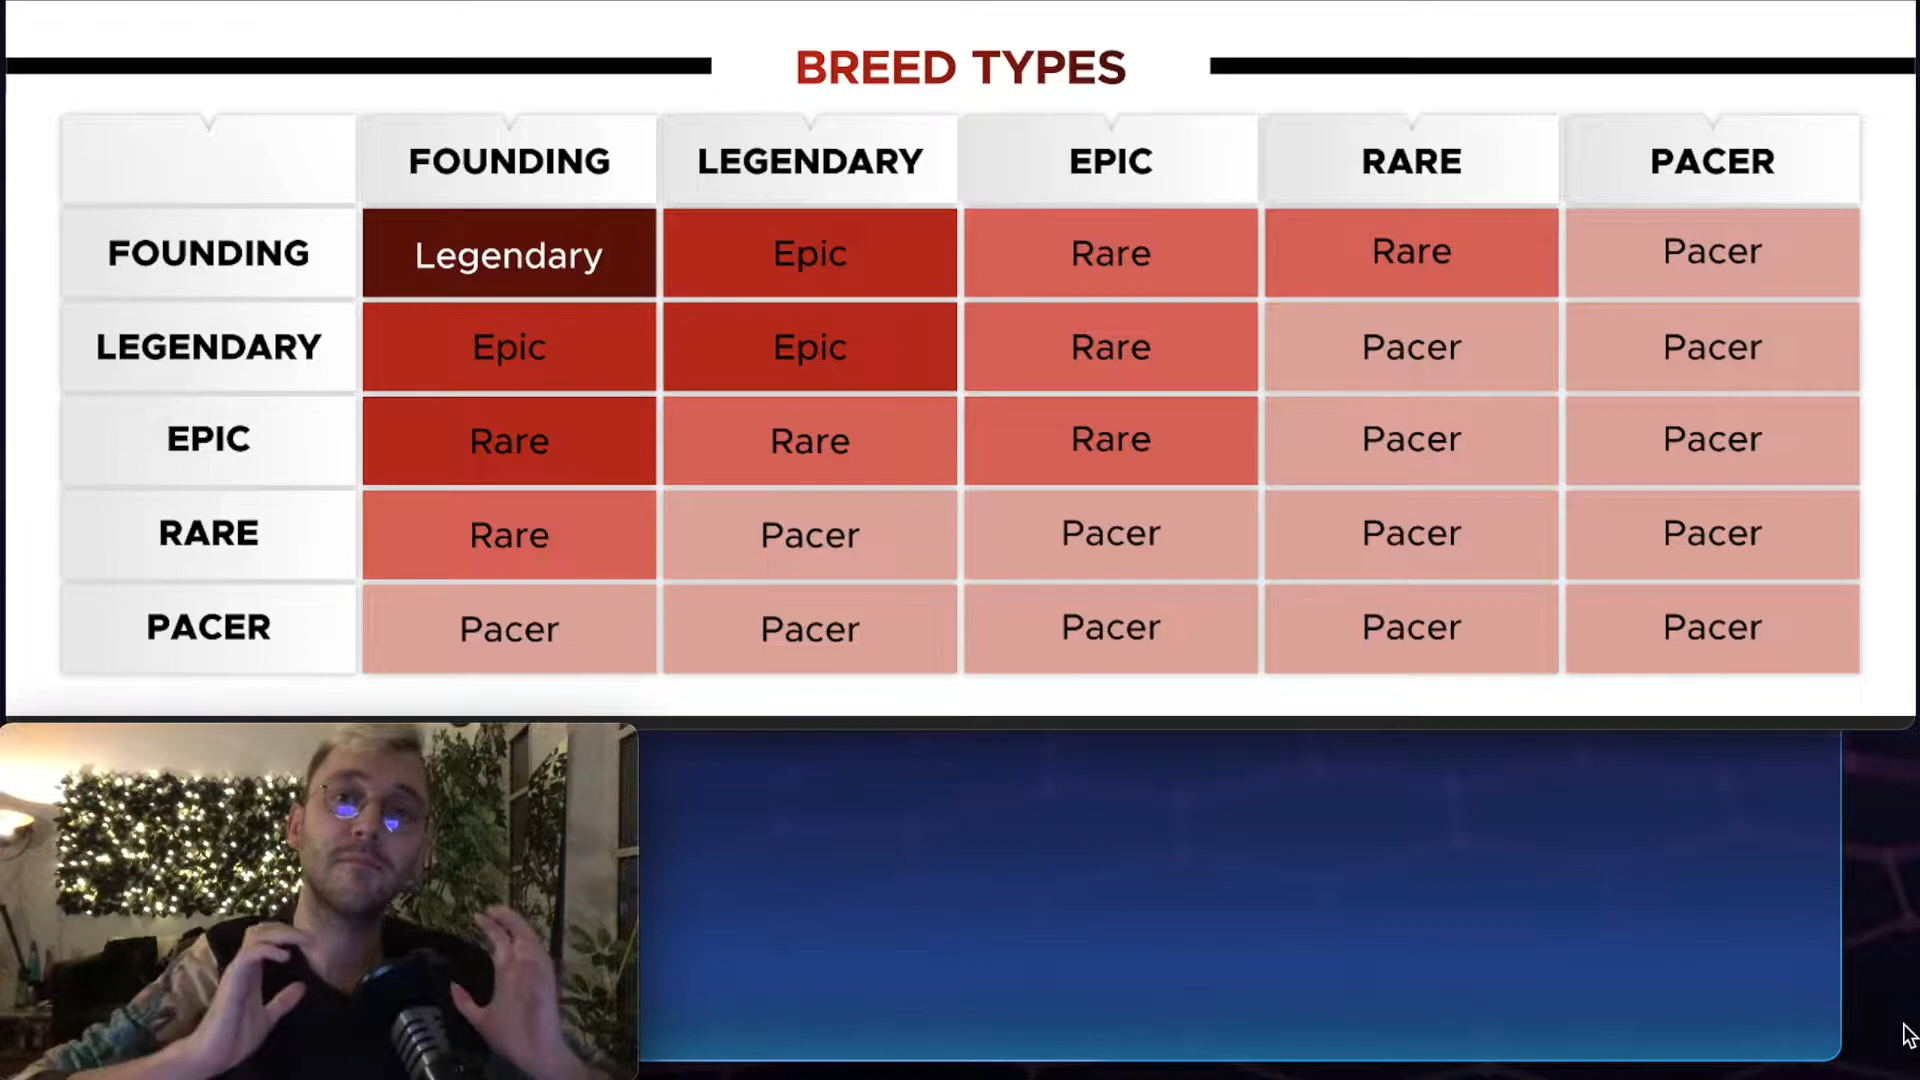 BREED TYPES
FOUNDING LEGENDARY EPIC RARE PACER
FOUNDING Legendary Epic Rare Rare Pacer
LEGENDARY Epic Epic Rare Pacer Pacer
EPIC Rare Rare Rare Pacer Pacer
RARE Rare Pacer Pacer Pacer Pacer
PACER Pacer Pacer Pacer Pacer Pacer